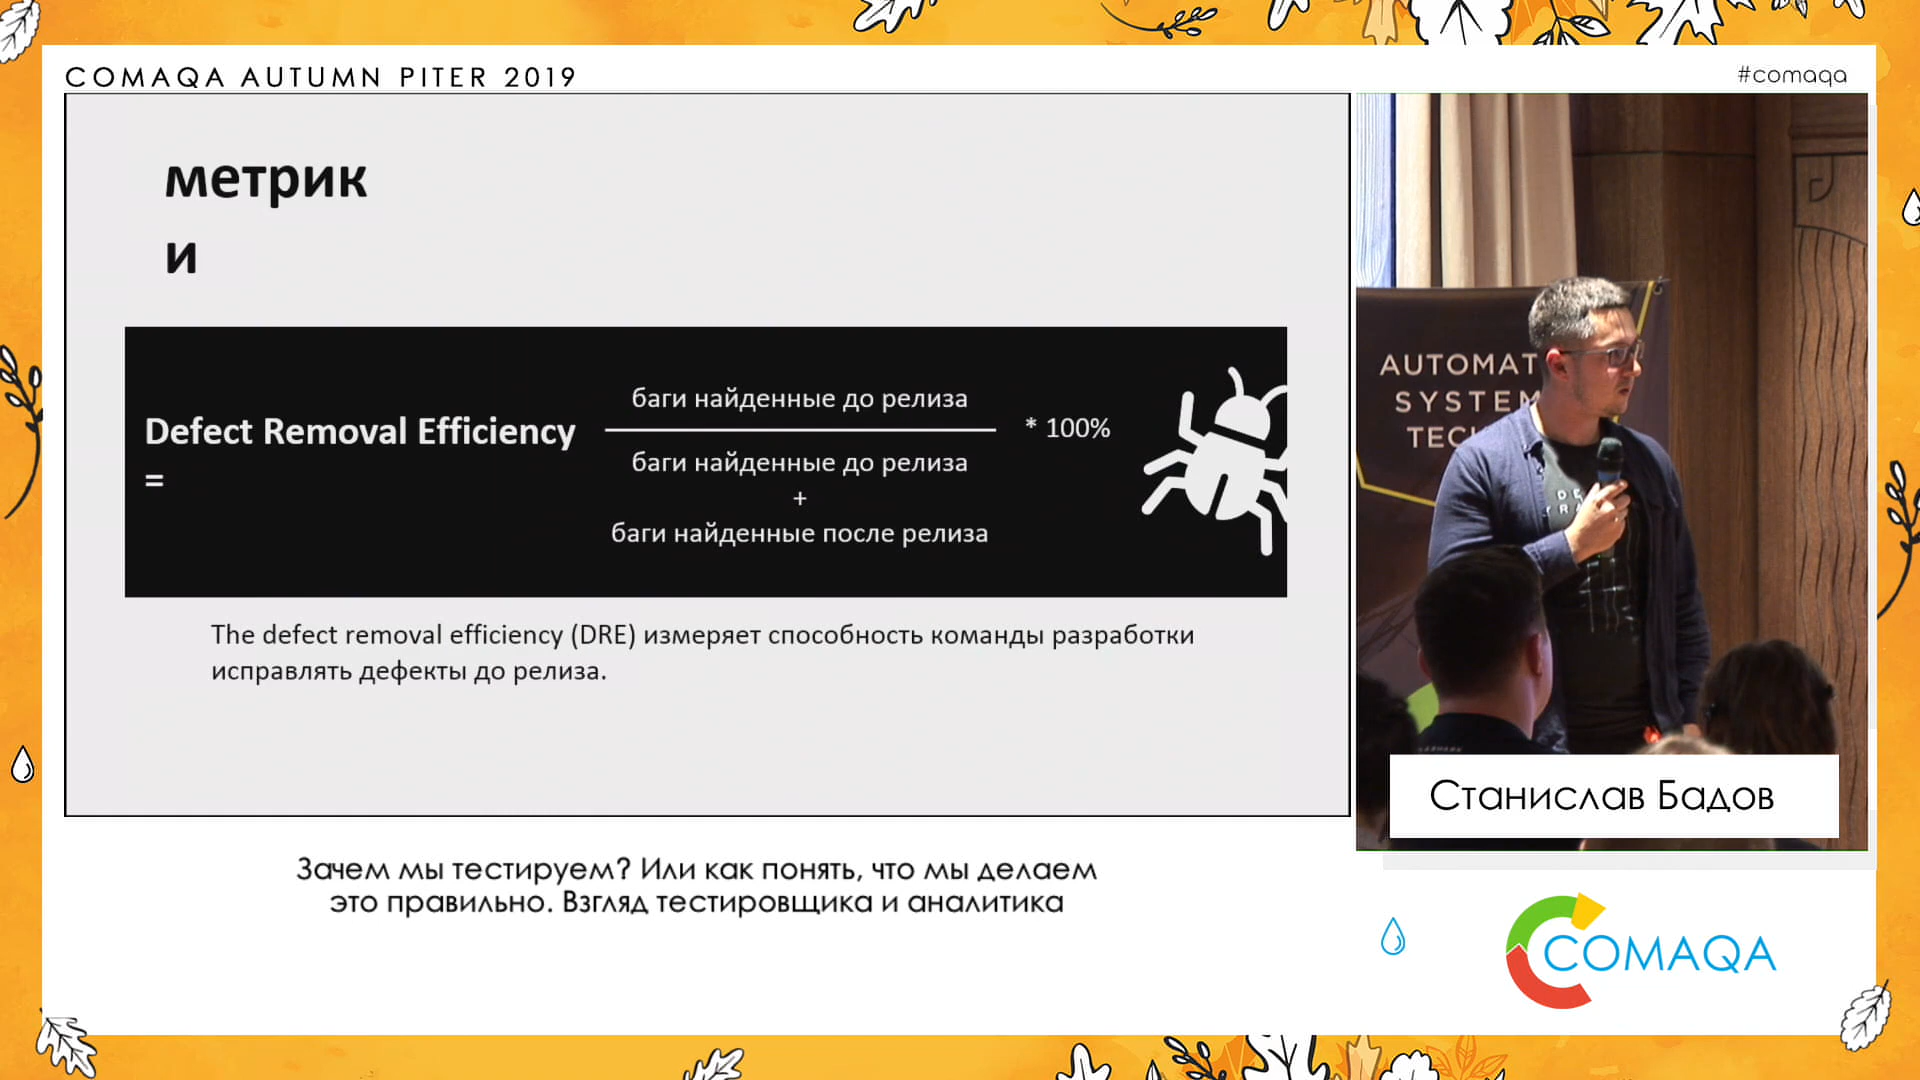 COMAQA AUTUMN PITER 2019
#comaqa
метрик
и
Defect Removal Efficiency
=
баги найденные до релиза
* 100%
баги найденные до релиза
+
баги найденные после релиза
The defect removal efficiency (DRE) измеряет способность команды разработки
исправлять дефекты до релиза.
AUTOMAT
SYSTEM
TEC
Станислав Бадов
Зачем мы тестируем? Или как понять, что мы делаем
это правильно. Взгляд тестировщика и аналитика
COMAQA